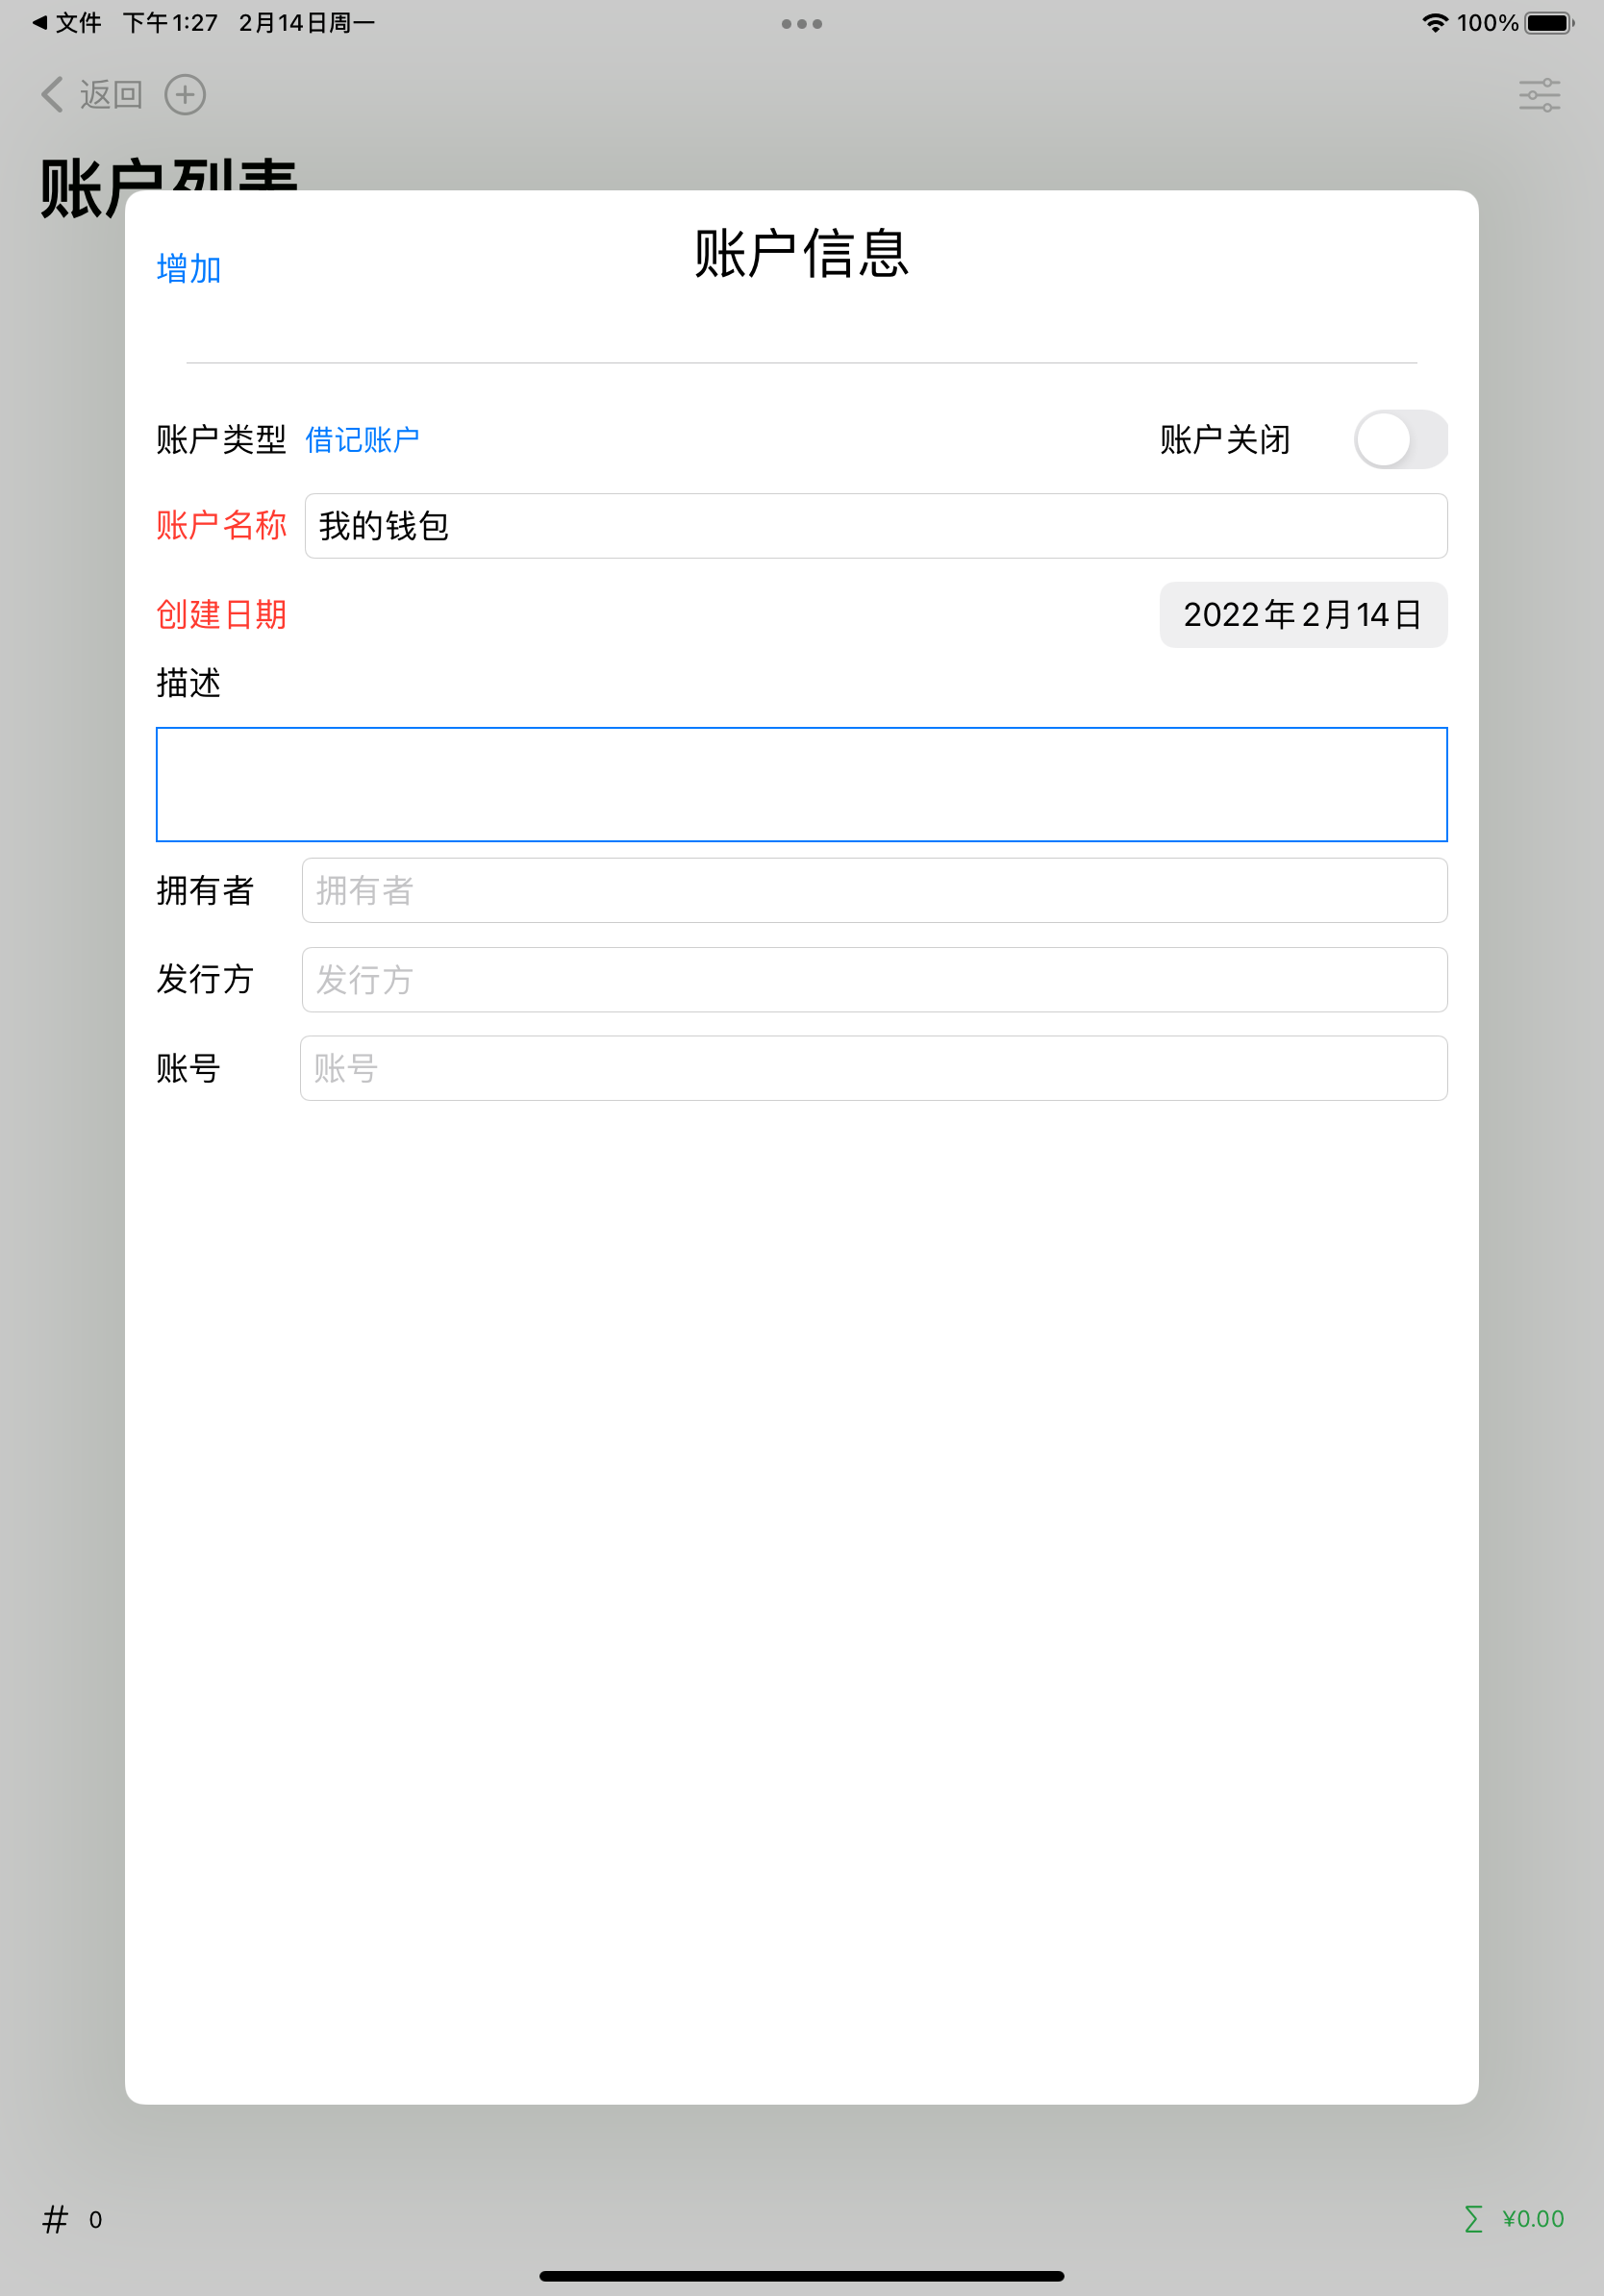 文件 下午1:27 2月14日周一 100%
返回
账户列表
增加 账户信息
账户类型 借记账户 账户关闭
账户名称 我的钱包
创建日期 2022年2月14日
描述
拥有者 拥有者
发行方 发行方
账号 账号
# 0 ∑ ¥0.00